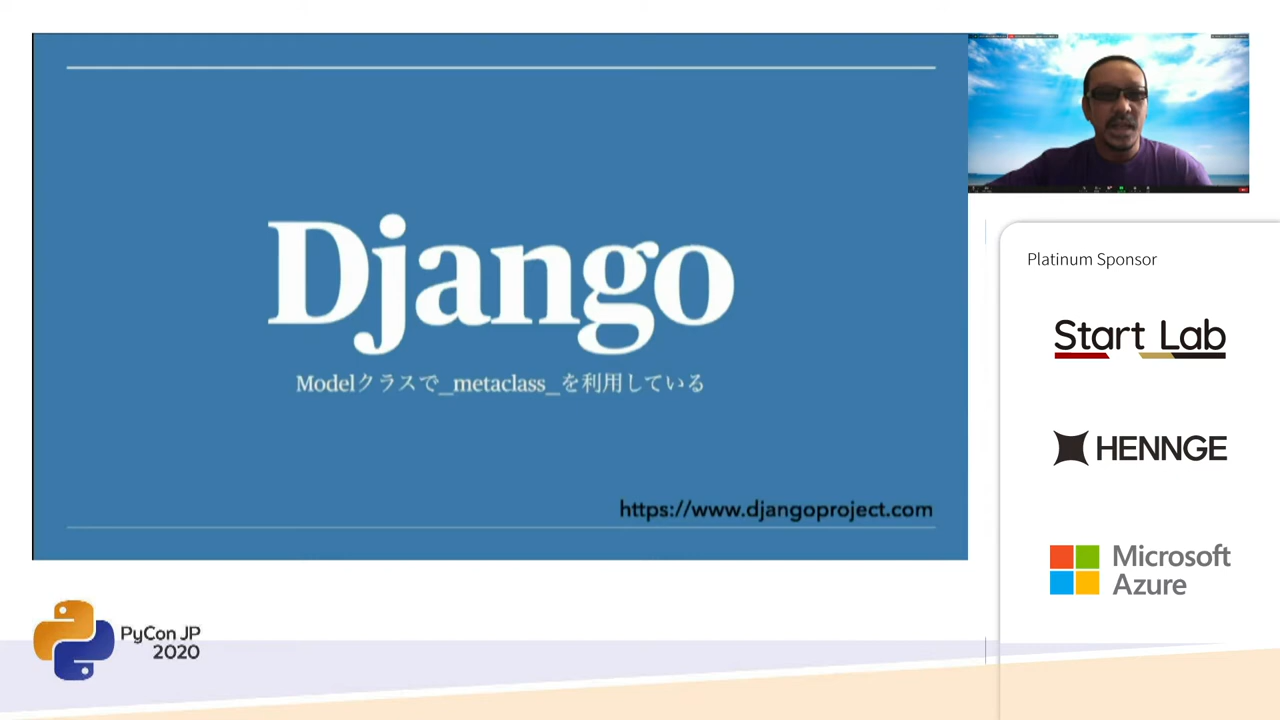 Django
Modelクラスで_metaclass_を利用している
https://www.djangoproject.com
Platinum Sponsor
Start Lab
HENNGE
Microsoft
Azure
PyCon JP
2020